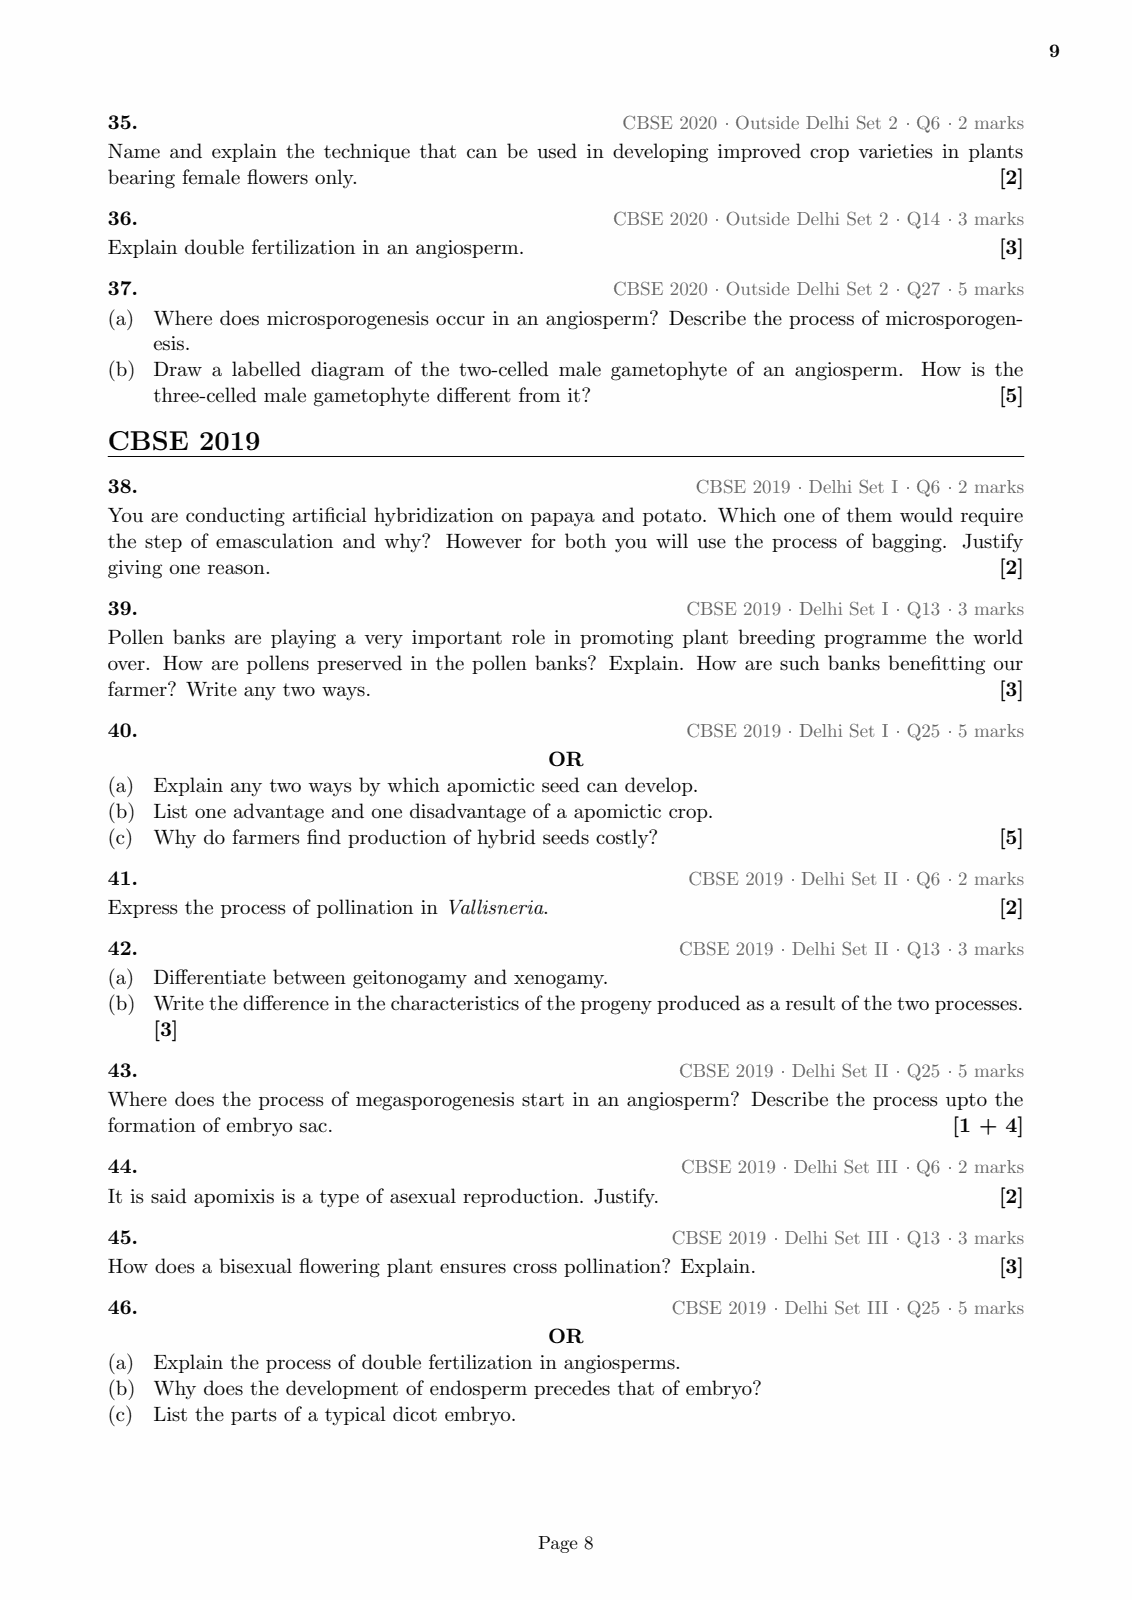 9
35. CBSE 2020 · Outside Delhi Set 2 · Q6 · 2 marks
Name and explain the technique that can be used in developing improved crop varieties in plants
bearing female flowers only. [2]
36. CBSE 2020 · Outside Delhi Set 2 · Q14 · 3 marks
Explain double fertilization in an angiosperm. [3]
37. CBSE 2020 · Outside Delhi Set 2 · Q27 · 5 marks
(a) Where does microsporogenesis occur in an angiosperm? Describe the process of microsporogen-
esis.
(b) Draw a labelled diagram of the two-celled male gametophyte of an angiosperm. How is the
three-celled male gametophyte different from it? [5]
CBSE 2019
38. CBSE 2019 · Delhi Set I · Q6 · 2 marks
You are conducting artificial hybridization on papaya and potato. Which one of them would require
the step of emasculation and why? However for both you will use the process of bagging. Justify
giving one reason. [2]
39. CBSE 2019 · Delhi Set I · Q13 · 3 marks
Pollen banks are playing a very important role in promoting plant breeding programme the world
over. How are pollens preserved in the pollen banks? Explain. How are such banks benefitting our
farmer? Write any two ways. [3]
40. CBSE 2019 · Delhi Set I · Q25 · 5 marks
OR
(a) Explain any two ways by which apomictic seed can develop.
(b) List one advantage and one disadvantage of a apomictic crop.
(c) Why do farmers find production of hybrid seeds costly? [5]
41. CBSE 2019 · Delhi Set II · Q6 · 2 marks
Express the process of pollination in Vallisneria. [2]
42. CBSE 2019 · Delhi Set II · Q13 · 3 marks
(a) Differentiate between geitonogamy and xenogamy.
(b) Write the difference in the characteristics of the progeny produced as a result of the two processes.
[3]
43. CBSE 2019 · Delhi Set II · Q25 · 5 marks
Where does the process of megasporogenesis start in an angiosperm? Describe the process upto the
formation of embryo sac. [1 + 4]
44. CBSE 2019 · Delhi Set III · Q6 · 2 marks
It is said apomixis is a type of asexual reproduction. Justify. [2]
45. CBSE 2019 · Delhi Set III · Q13 · 3 marks
How does a bisexual flowering plant ensures cross pollination? Explain. [3]
46. CBSE 2019 · Delhi Set III · Q25 · 5 marks
OR
(a) Explain the process of double fertilization in angiosperms.
(b) Why does the development of endosperm precedes that of embryo?
(c) List the parts of a typical dicot embryo.
Page 8